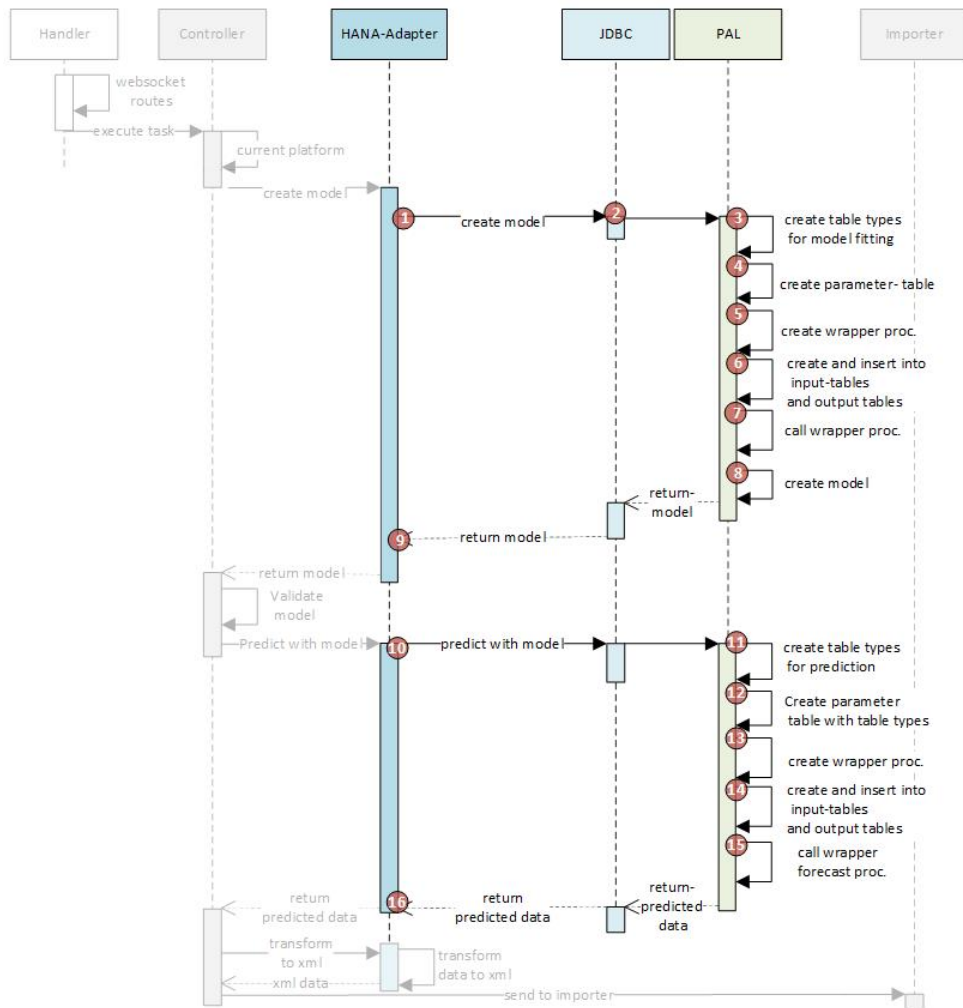 Handler
Controller
HANA-Adapter
JDBC
PAL
Importer
websocket
routes
execute task
current platform
create model
1
create model
2
3
create table types
for model fitting
4
create parameter- table
5
create wrapper proc.
6
create and insert into
input-tables
and output tables
7
call wrapper proc.
8
create model
return-
model
9
return model
return model
Validate
model
Predict with model
10
predict with model
11
create table types
for prediction
12
Create parameter
table with table types
13
create wrapper proc.
14
create and insert into
input-tables
and output tables
15
call wrapper
forecast proc.
return-
predicted
data
16
return
predicted data
return
predicted data
transform
to xml
transform
data to xml
xml data
send to importer